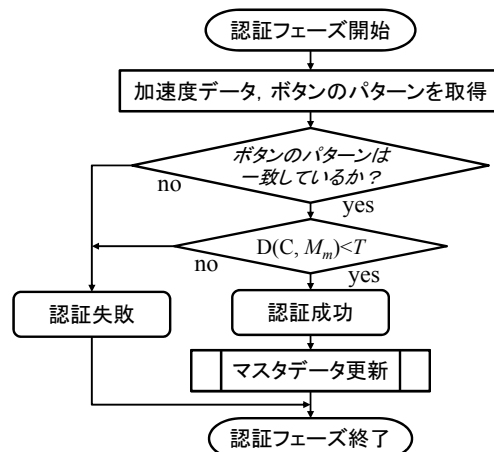 認証フェーズ開始
加速度データ，ボタンのパターンを取得
ボタンのパターンは
一致しているか？
no
yes
D(C, Mm)<T
no
yes
認証失敗
認証成功
マスタデータ更新
認証フェーズ終了